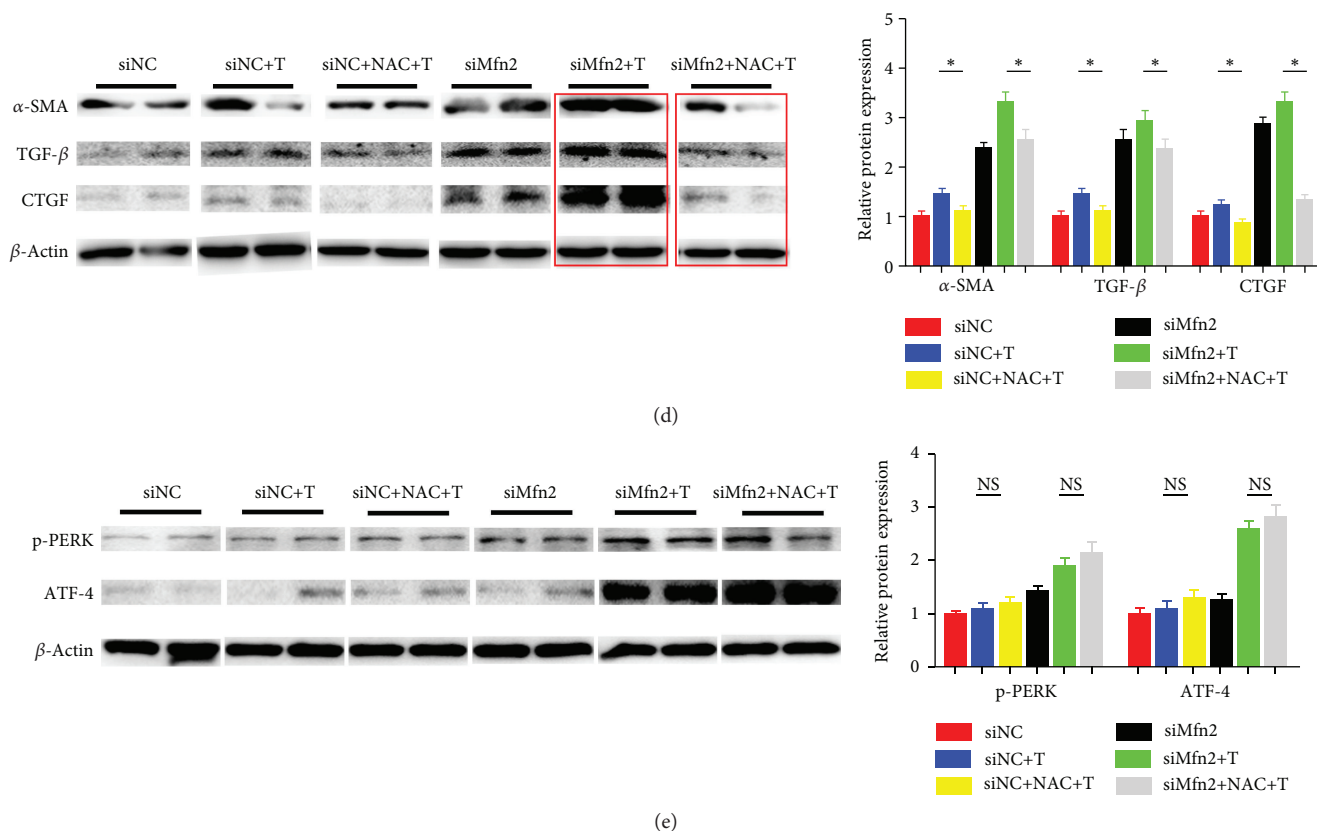 siNC siNC+T siNC+NAC+T siMfn2 siMfn2+T siMfn2+NAC+T
α-SMA
TGF-β
CTGF
β-Actin
Relative protein expression
5
4
3
2
1
0
* * * * * *
α-SMA TGF-β CTGF
siNC siMfn2
siNC+T siMfn2+T
siNC+NAC+T siMfn2+NAC+T
(d)
siNC siNC+T siNC+NAC+T siMfn2 siMfn2+T siMfn2+NAC+T
p-PERK
ATF-4
β-Actin
Relative protein expression
4
3
2
1
0
NS NS NS NS
p-PERK ATF-4
siNC siMfn2
siNC+T siMfn2+T
siNC+NAC+T siMfn2+NAC+T
(e)